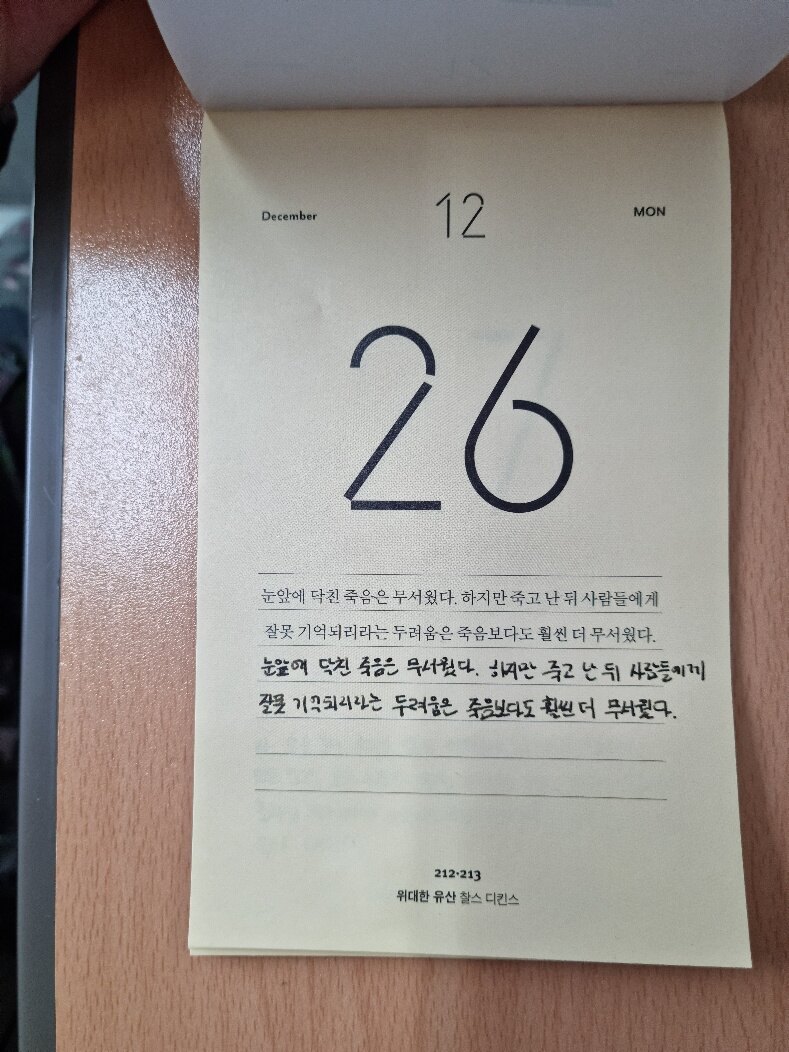 December 12 MON
26
눈앞에 닥친 죽음은 무서웠다. 하지만 죽고 난 뒤 사람들에게
잘못 기억되리라는 두려움은 죽음보다도 훨씬 더 무서웠다.
눈앞에 닥친 죽음은 무서웠다. 하지만 죽고 난 뒤 사람들에게
잘못 기억되리라는 두려움은 죽음보다도 훨씬 더 무서웠다.
212·213
위대한 유산 찰스 디킨스